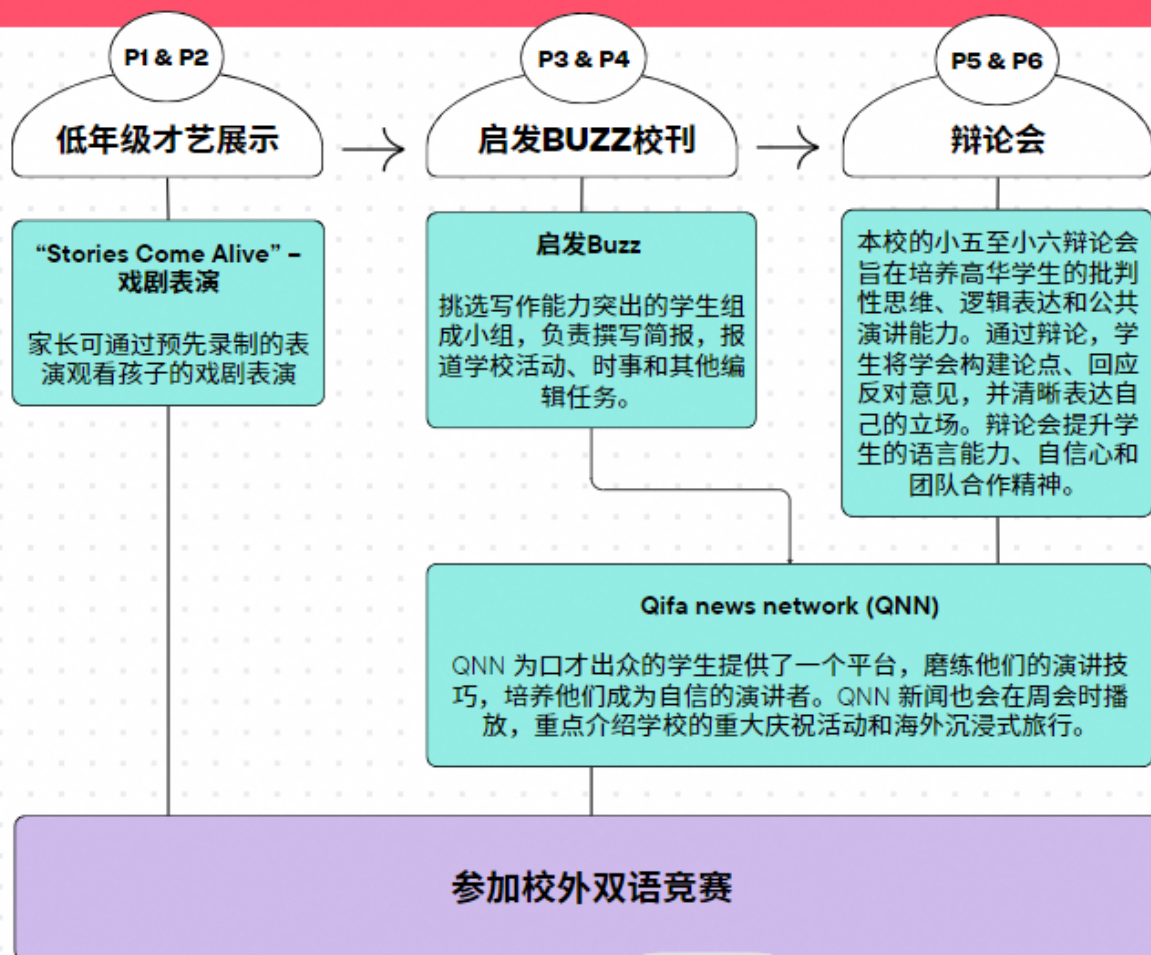 P1 & P2
低年级才艺展示
“Stories Come Alive” –
戏剧表演
家长可通过预先录制的表
演观看孩子的戏剧表演
P3 & P4
启发BUZZ校刊
启发Buzz
挑选写作能力突出的学生组
成小组，负责撰写简报，报
道学校活动、时事和其他编
辑任务。
P5 & P6
辩论会
本校的小五至小六辩论会
旨在培养高华学生的批判
性思维、逻辑表达和公共
演讲能力。通过辩论，学
生将学会构建论点、回应
反对意见，并清晰表达自
己的立场。辩论会提升学
生的语言能力、自信心和
团队合作精神。
Qifa news network (QNN)
QNN 为口才出众的学生提供了一个平台，磨练他们的演讲技
巧，培养他们成为自信的演讲者。QNN 新闻也会在周会时播
放，重点介绍学校的重大庆祝活动和海外沉浸式旅行。
参加校外双语竞赛